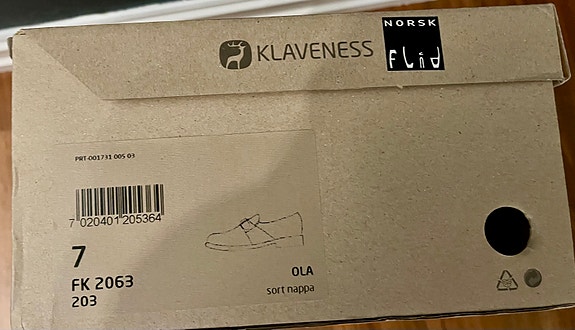 KLAVENESS
NORSK
FLID
PRT-001731 005 03
7 020401 205364
7
FK 2063
203
OLA
sort nappa